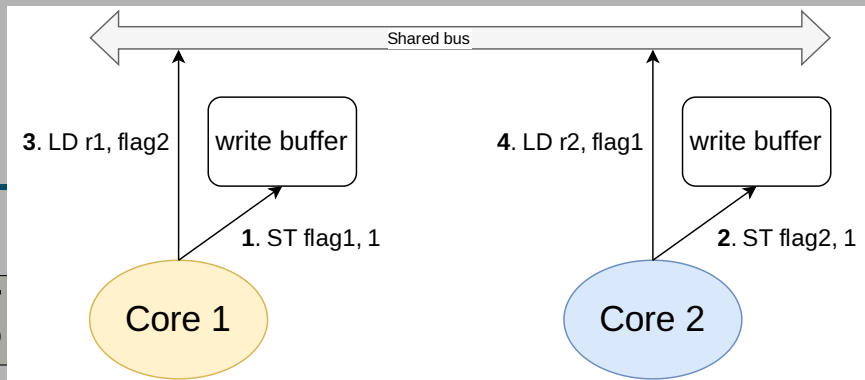 Shared bus
3. LD r1, flag2
write buffer
4. LD r2, flag1
write buffer
1. ST flag1, 1
2. ST flag2, 1
Core 1
Core 2